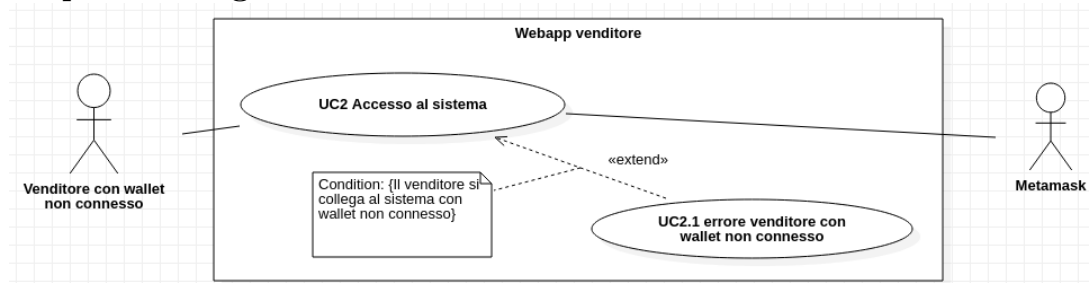 Webapp venditore
UC2 Accesso al sistema
«extend»
Venditore con wallet
non connesso
Condition: {Il venditore si
collega al sistema con
wallet non connesso}
Metamask
UC2.1 errore venditore con
wallet non connesso